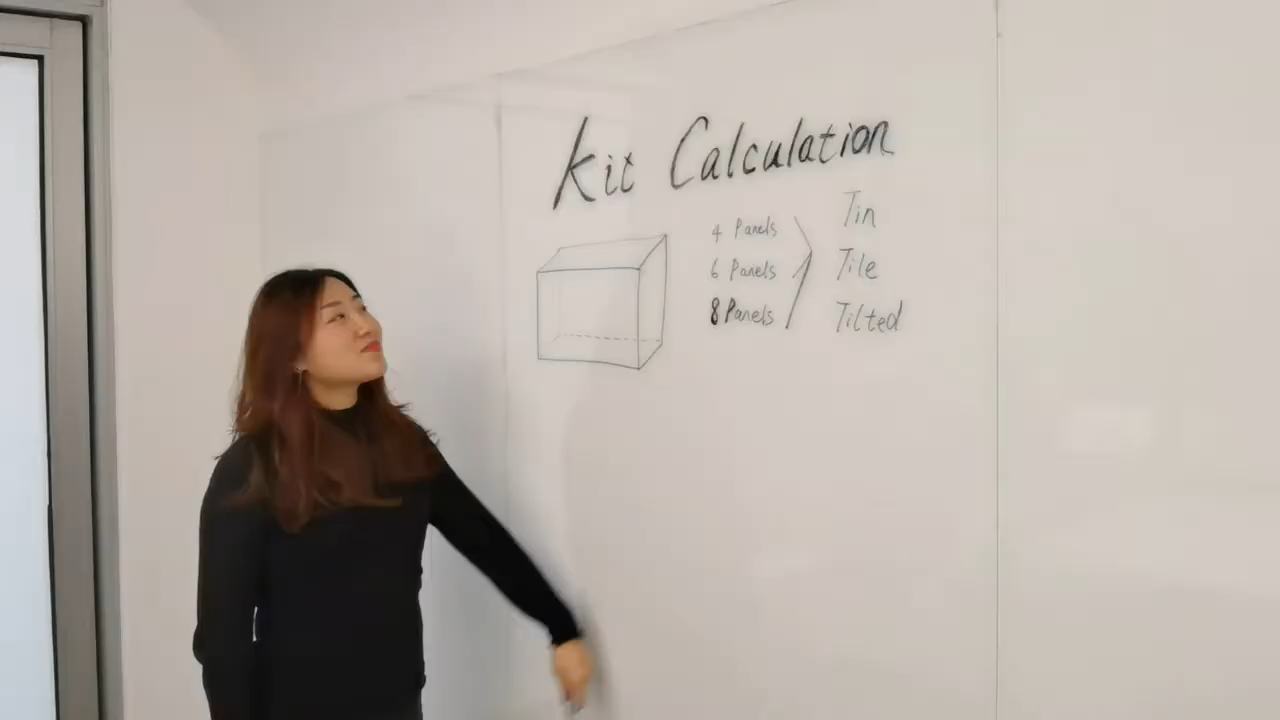 Kit Calculation
4 Panels
6 Panels
8 Panels
Tin
Tile
Tilted